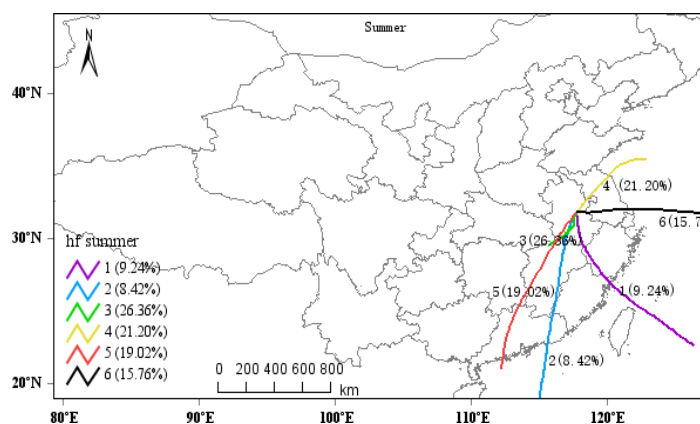 Summer
N
40°N
4 (21.20%)
6(15.7
30°N
3(26.36%)
hf summer
1 (9.24%)
2 (8.42%)
3 (26.36%)
4 (21.20%)
5 (19.02%)
6 (15.76%)
5(19.02%)
1(9.24%)
2(8.42%)
0 200 400 600 800
km
20°N
80°E 90°E 100°E 110°E 120°E